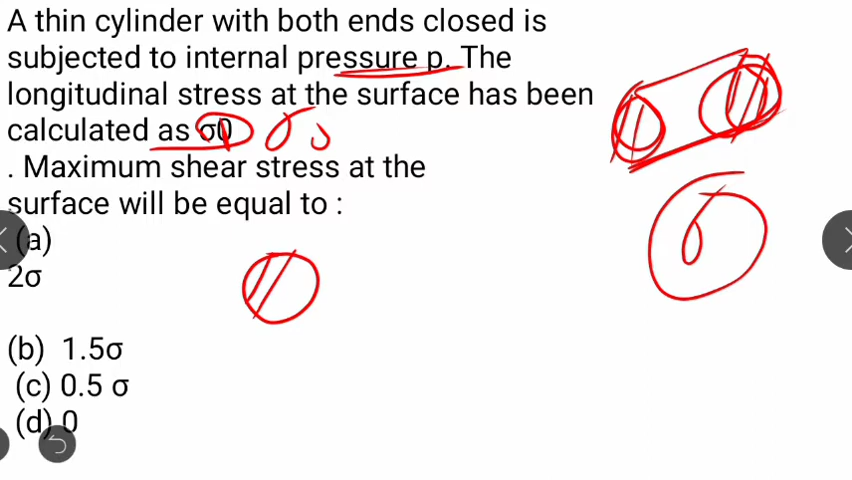 A thin cylinder with both ends closed is
subjected to internal pressure p. The
longitudinal stress at the surface has been
calculated as σ0 σ0
. Maximum shear stress at the
surface will be equal to :
(a)
2σ
σ
(b) 1.5σ
(c) 0.5 σ
(d) 0